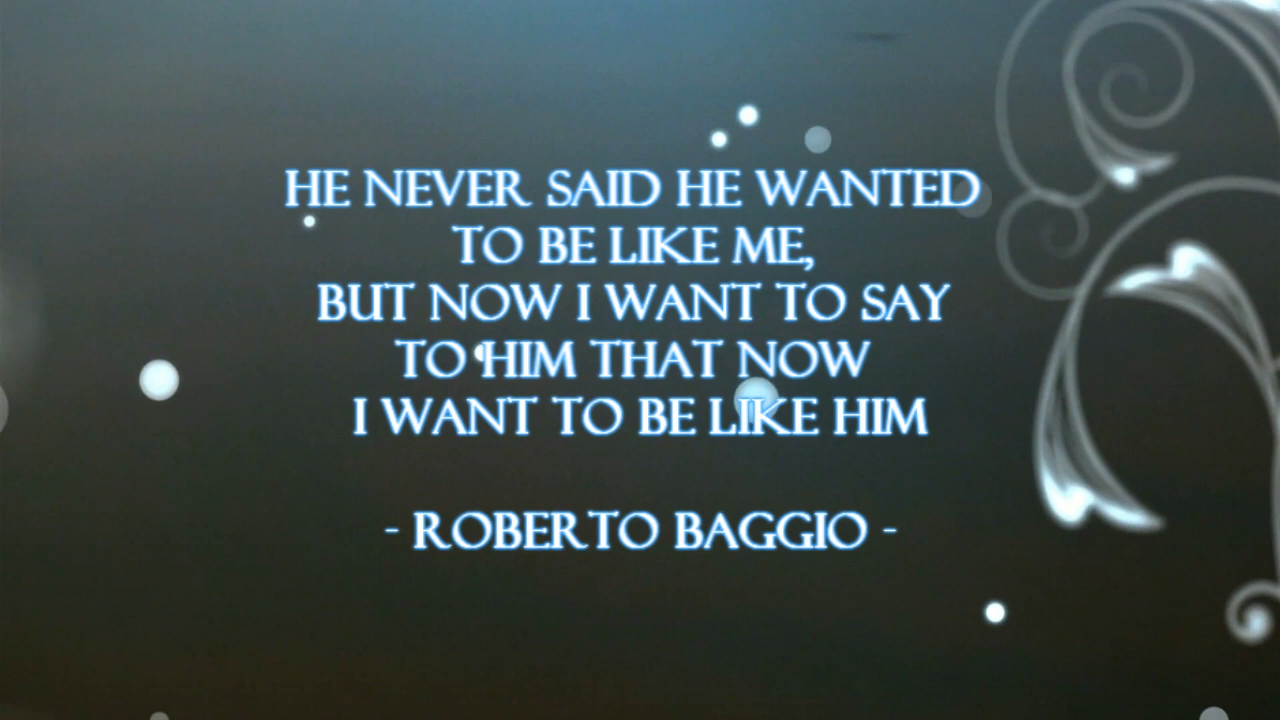 HE NEVER SAID HE WANTED
TO BE LIKE ME,
BUT NOW I WANT TO SAY
TO HIM THAT NOW
I WANT TO BE LIKE HIM
- ROBERTO BAGGIO -